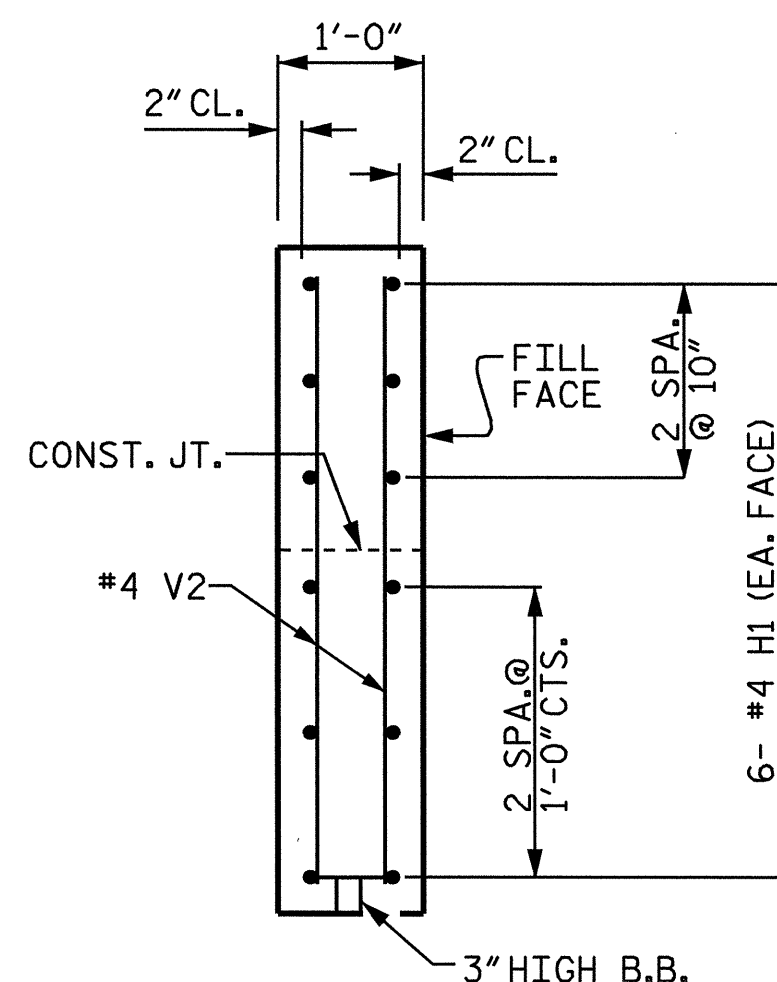 1'-0"
2" CL.
2" CL.
FILL
FACE
2 SPA.
@ 10"
CONST. JT.
#4 V2
2 SPA.@
1'-0" CTS.
6- #4 H1 (EA. FACE)
3" HIGH B.B.